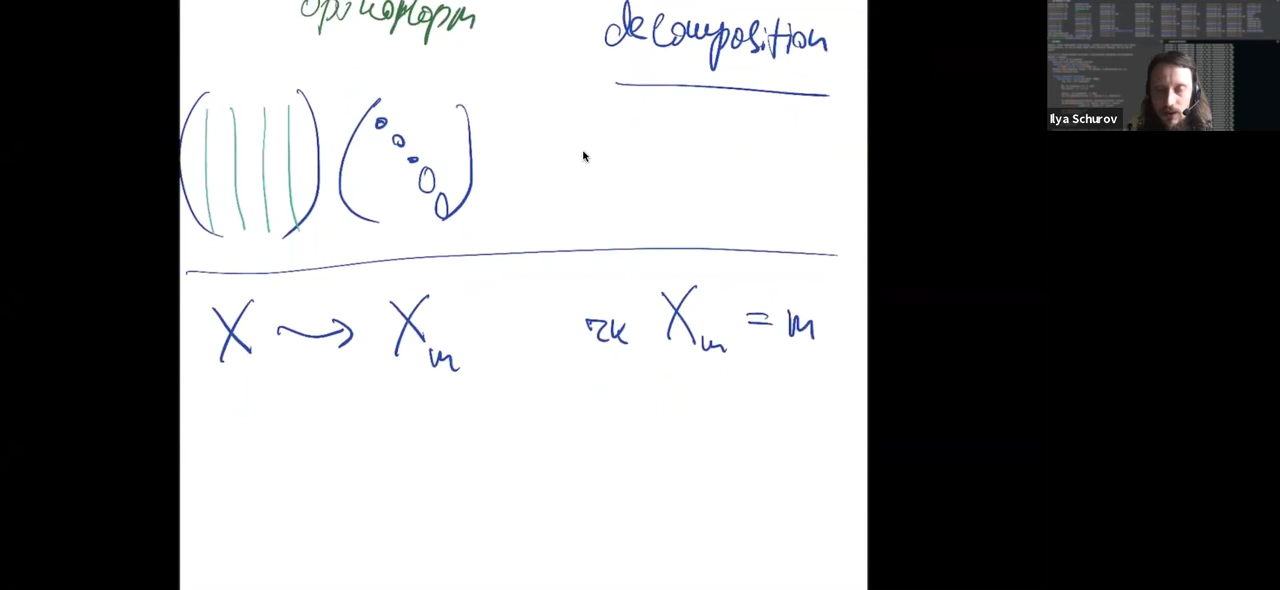 decomposition
Ilya Schurov
X ⇝ X_m
rk X_m = m